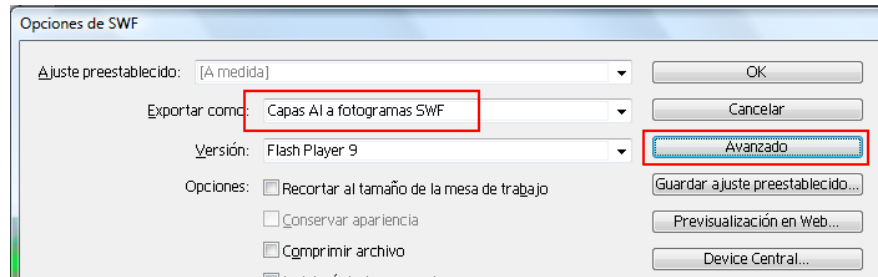 Opciones de SWF
Ajuste preestablecido: [A medida] OK
Exportar como: Capas AI a fotogramas SWF Cancelar
Versión: Flash Player 9 Avanzado
Opciones: Recortar al tamaño de la mesa de trabajo Guardar ajuste preestablecido...
Conservar apariencia Previsualización en Web...
Comprimir archivo Device Central...